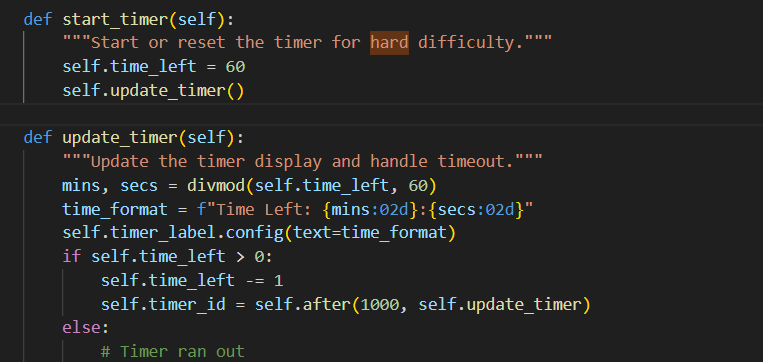 def start_timer(self):
    """Start or reset the timer for hard difficulty."""
    self.time_left = 60
    self.update_timer()

def update_timer(self):
    """Update the timer display and handle timeout."""
    mins, secs = divmod(self.time_left, 60)
    time_format = f"Time Left: {mins:02d}:{secs:02d}"
    self.timer_label.config(text=time_format)
    if self.time_left > 0:
        self.time_left -= 1
        self.timer_id = self.after(1000, self.update_timer)
    else:
        # Timer ran out